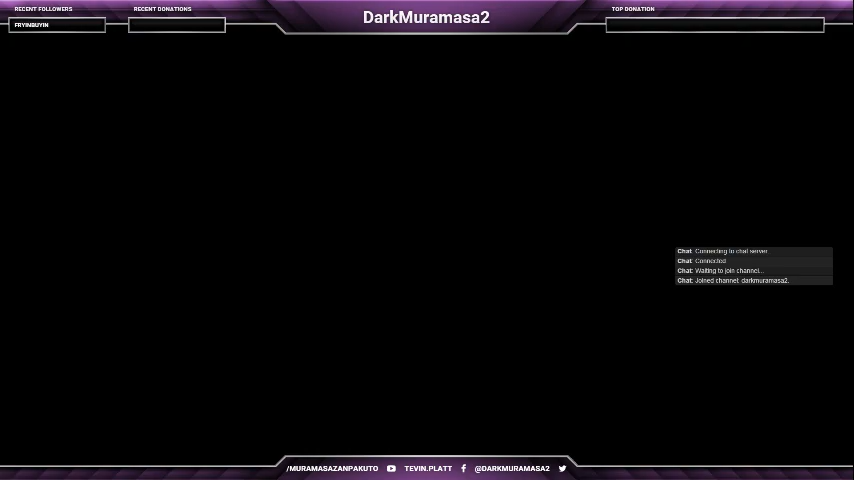 RECENT FOLLOWERS
RECENT DONATIONS
DarkMuramasa2
TOP DONATION
FRYINBUYIN
Chat: Connecting to chat server.
Chat: Connected
Chat: Waiting to join channel...
Chat: Joined channel: darkmuramasa2.
/MURAMASAZANPAKUTO TEVIN.PLATT @DARKMURAMASA2